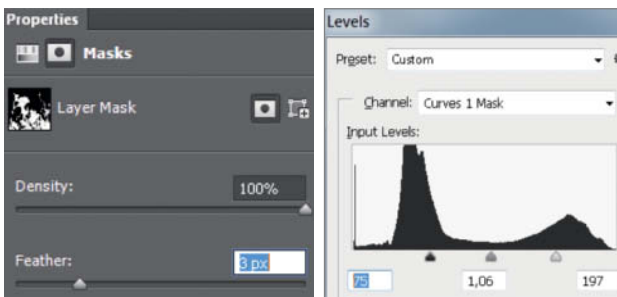 Properties
Masks
Layer Mask
Density: 100%
Feather: 3 px
Levels
Preset: Custom
Channel: Curves 1 Mask
Input Levels:
75 1,06 197